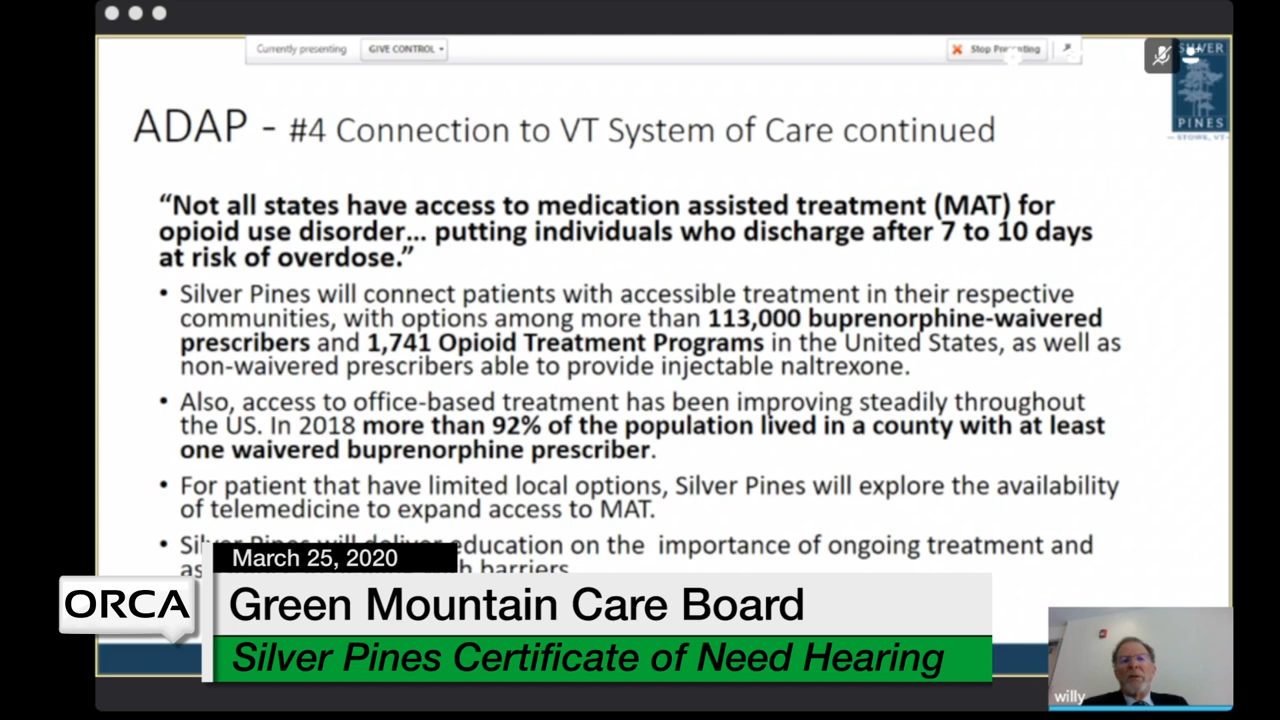 Currently presenting GIVE CONTROL Stop Presenting
SILVER
PINES
STOWE, VT
ADAP - #4 Connection to VT System of Care continued
“Not all states have access to medication assisted treatment (MAT) for
opioid use disorder... putting individuals who discharge after 7 to 10 days
at risk of overdose.”
• Silver Pines will connect patients with accessible treatment in their respective
communities, with options among more than 113,000 buprenorphine-waivered
prescribers and 1,741 Opioid Treatment Programs in the United States, as well as
non-waivered prescribers able to provide injectable naltrexone.
• Also, access to office-based treatment has been improving steadily throughout
the US. In 2018 more than 92% of the population lived in a county with at least
one waivered buprenorphine prescriber.
• For patient that have limited local options, Silver Pines will explore the availability
of telemedicine to expand access to MAT.
• Silver Pines will deliver education on the importance of ongoing treatment and
barriers
March 25, 2020
ORCA
Green Mountain Care Board
Silver Pines Certificate of Need Hearing
willy